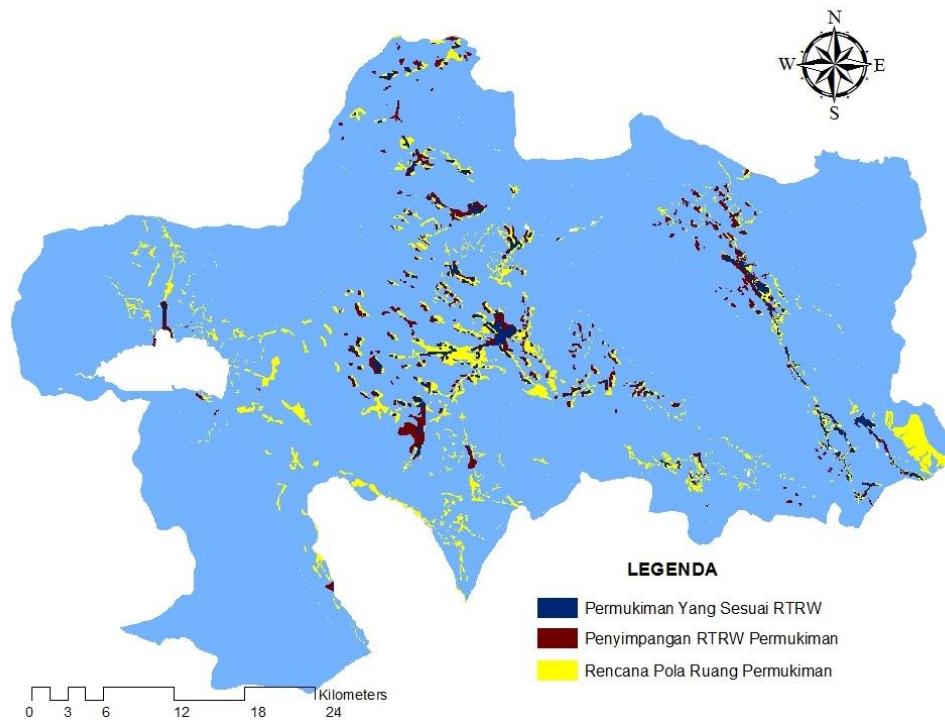 N
W E
S
LEGENDA
Permukiman Yang Sesuai RTRW
Penyimpangan RTRW Permukiman
Rencana Pola Ruang Permukiman
Kilometers
0 3 6 12 18 24